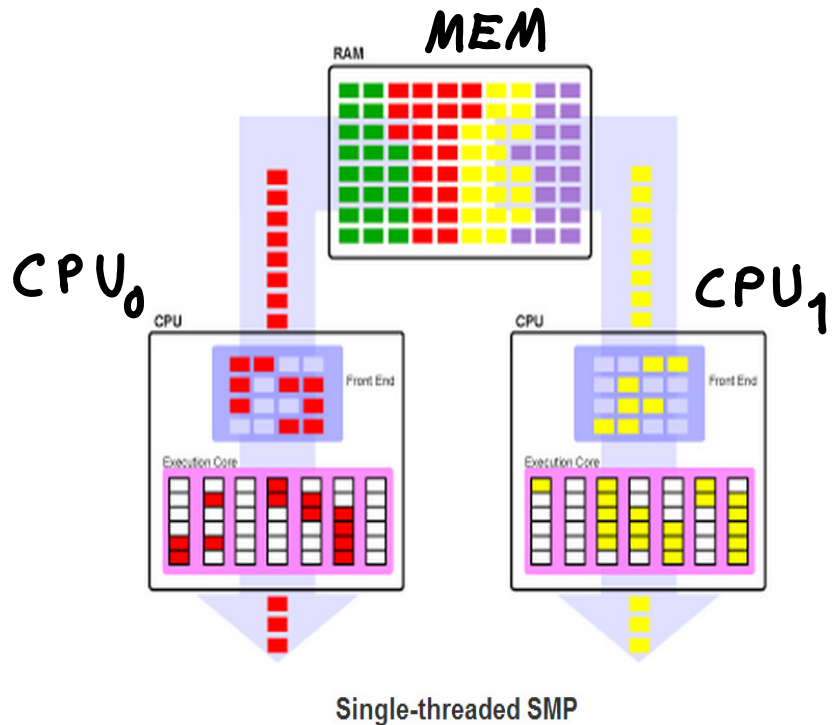 MEM
RAM
CPU0
CPU1
CPU
CPU
Front End
Front End
Execution Core
Execution Core
Single-threaded SMP